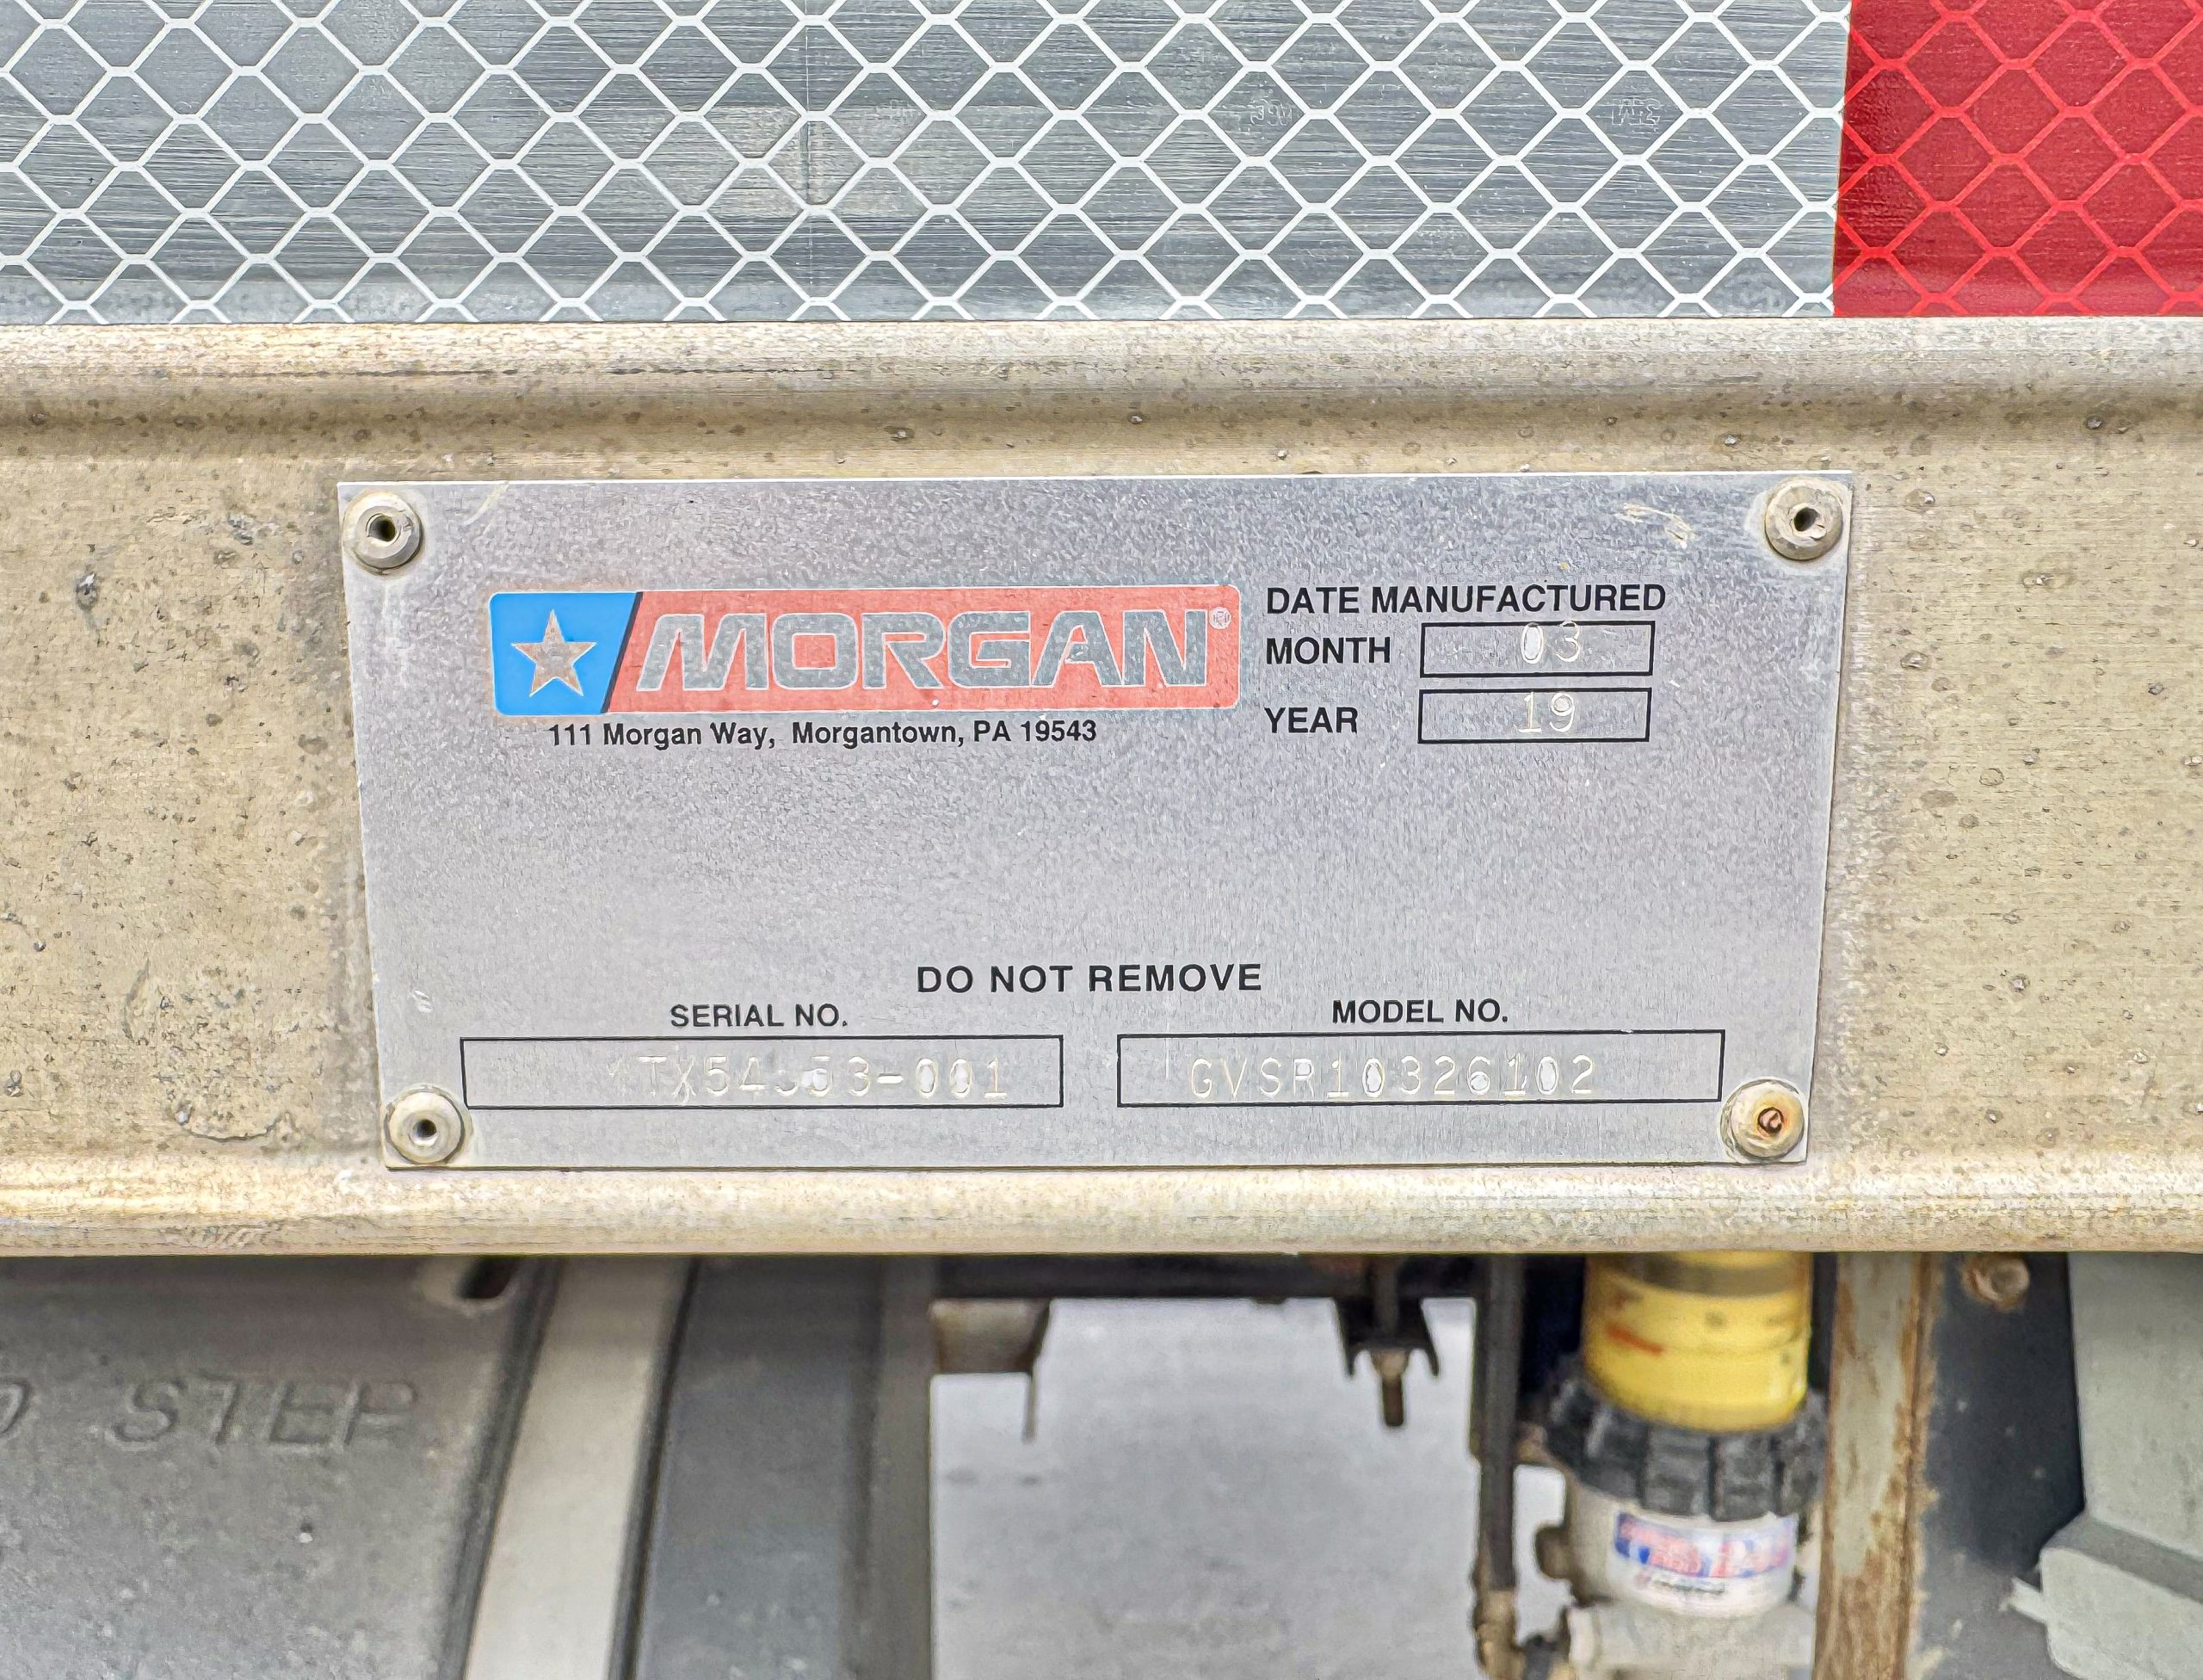 MORGAN®
111 Morgan Way, Morgantown, PA 19543
DATE MANUFACTURED
MONTH 03
YEAR 19
DO NOT REMOVE
SERIAL NO.
MODEL NO.
GVSR10326102
STEP